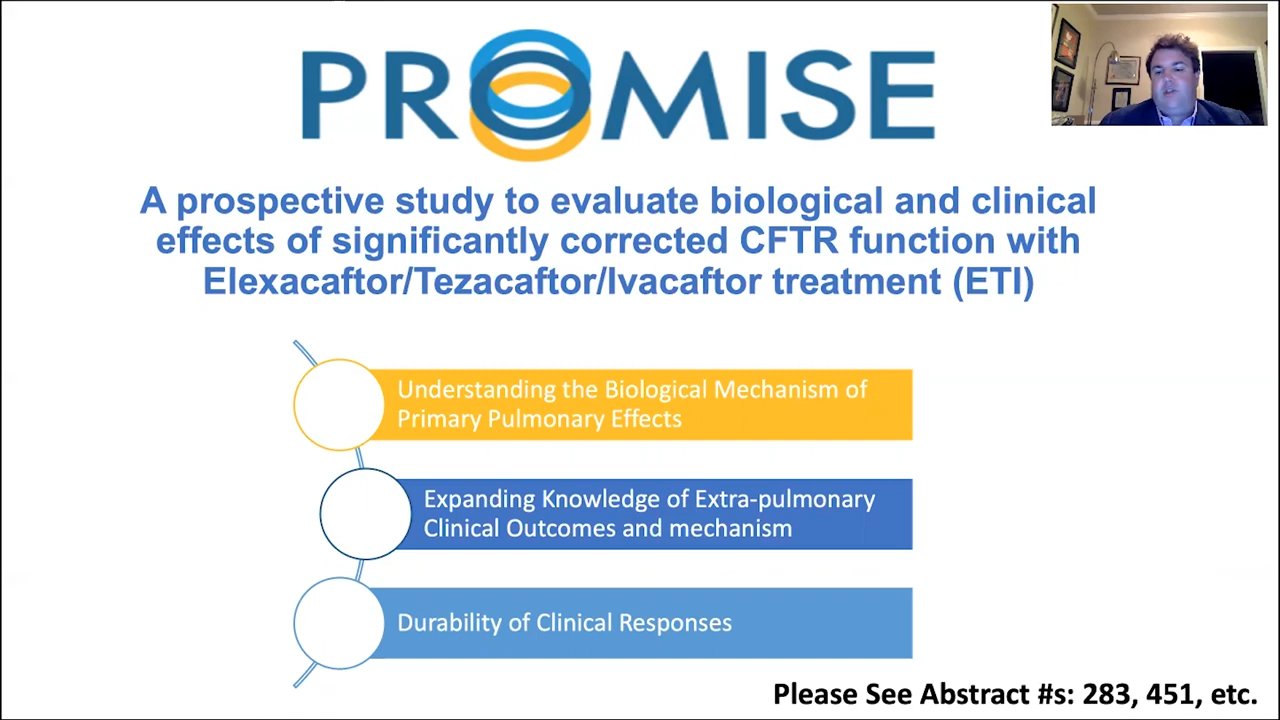 PROMISE
A prospective study to evaluate biological and clinical
effects of significantly corrected CFTR function with
Elexacaftor/Tezacaftor/Ivacaftor treatment (ETI)
Understanding the Biological Mechanism of
Primary Pulmonary Effects
Expanding Knowledge of Extra-pulmonary
Clinical Outcomes and mechanism
Durability of Clinical Responses
Please See Abstract #s: 283, 451, etc.